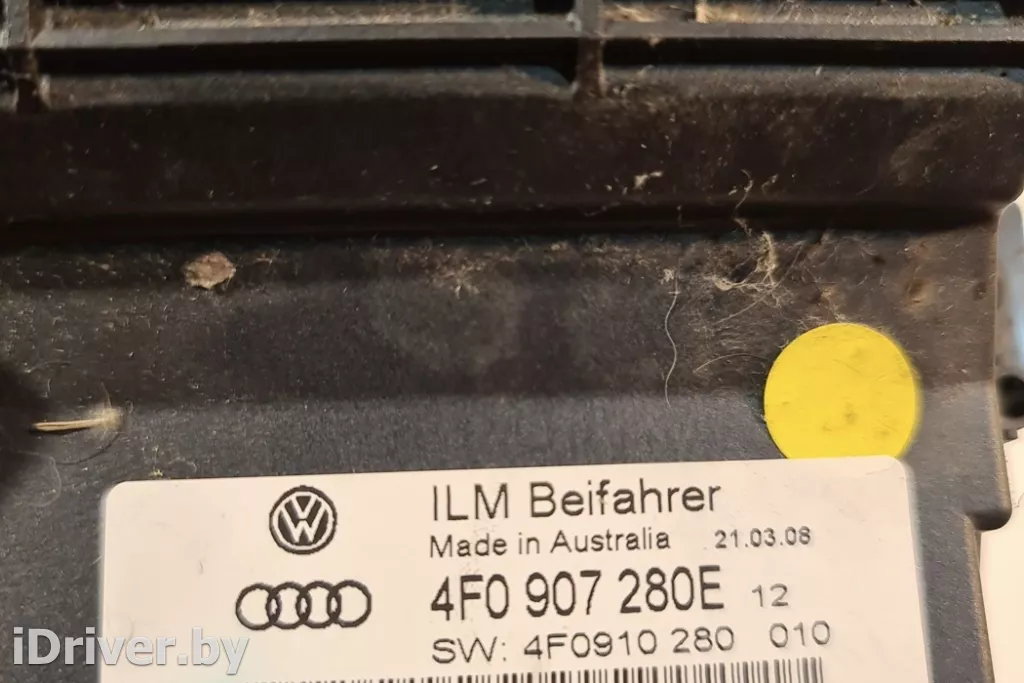 ILM Beifahrer
Made in Australia 21.03.08
4F0 907 280E 12
SW: 4F0910 280 010
iDriver.by